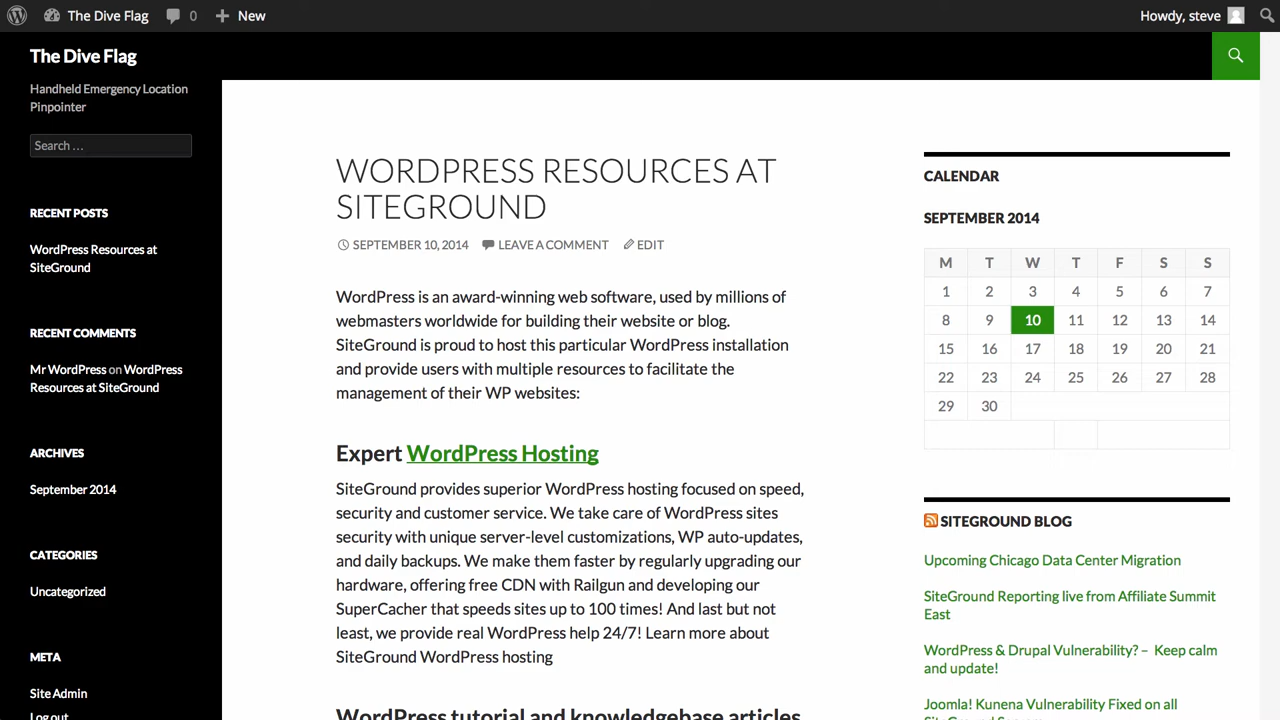 The Dive Flag
0
New
Howdy, steve
The Dive Flag
Handheld Emergency Location
Pinpointer
Search …
RECENT POSTS
WordPress Resources at
SiteGround
RECENT COMMENTS
Mr WordPress on WordPress
Resources at SiteGround
ARCHIVES
September 2014
CATEGORIES
Uncategorized
META
Site Admin
Log out
WORDPRESS RESOURCES AT
SITEGROUND
SEPTEMBER 10, 2014 LEAVE A COMMENT EDIT
WordPress is an award-winning web software, used by millions of
webmasters worldwide for building their website or blog.
SiteGround is proud to host this particular WordPress installation
and provide users with multiple resources to facilitate the
management of their WP websites:
Expert WordPress Hosting
SiteGround provides superior WordPress hosting focused on speed,
security and customer service. We take care of WordPress sites
security with unique server-level customizations, WP auto-updates,
and daily backups. We make them faster by regularly upgrading our
hardware, offering free CDN with Railgun and developing our
SuperCacher that speeds sites up to 100 times! And last but not
least, we provide real WordPress help 24/7! Learn more about
SiteGround WordPress hosting
WordPress tutorial and knowledgebase articles
CALENDAR
SEPTEMBER 2014
M T W T F S S
1 2 3 4 5 6 7
8 9 10 11 12 13 14
15 16 17 18 19 20 21
22 23 24 25 26 27 28
29 30
SITEGROUND BLOG
Upcoming Chicago Data Center Migration
SiteGround Reporting live from Affiliate Summit
East
WordPress & Drupal Vulnerability? – Keep calm
and update!
Joomla! Kunena Vulnerability Fixed on all